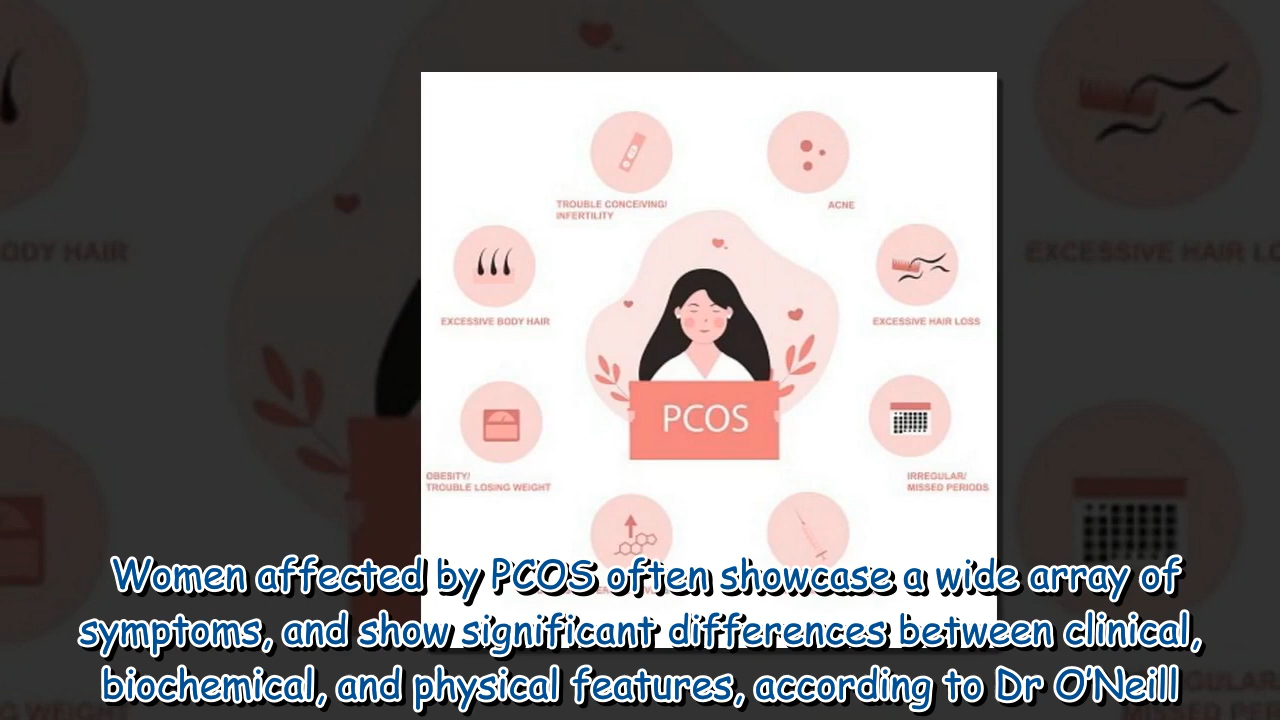 TROUBLE CONCEIVING/
INFERTILITY
ACNE
BODY HAIR
EXCESSIVE HAIR LO
EXCESSIVE BODY HAIR
EXCESSIVE HAIR LOSS
PCOS
OBESITY/
TROUBLE LOSING WEIGHT
IRREGULAR/
MISSED PERIODS
Women affected by PCOS often showcase a wide array of
symptoms, and show significant differences between clinical,
biochemical, and physical features, according to Dr O'Neill